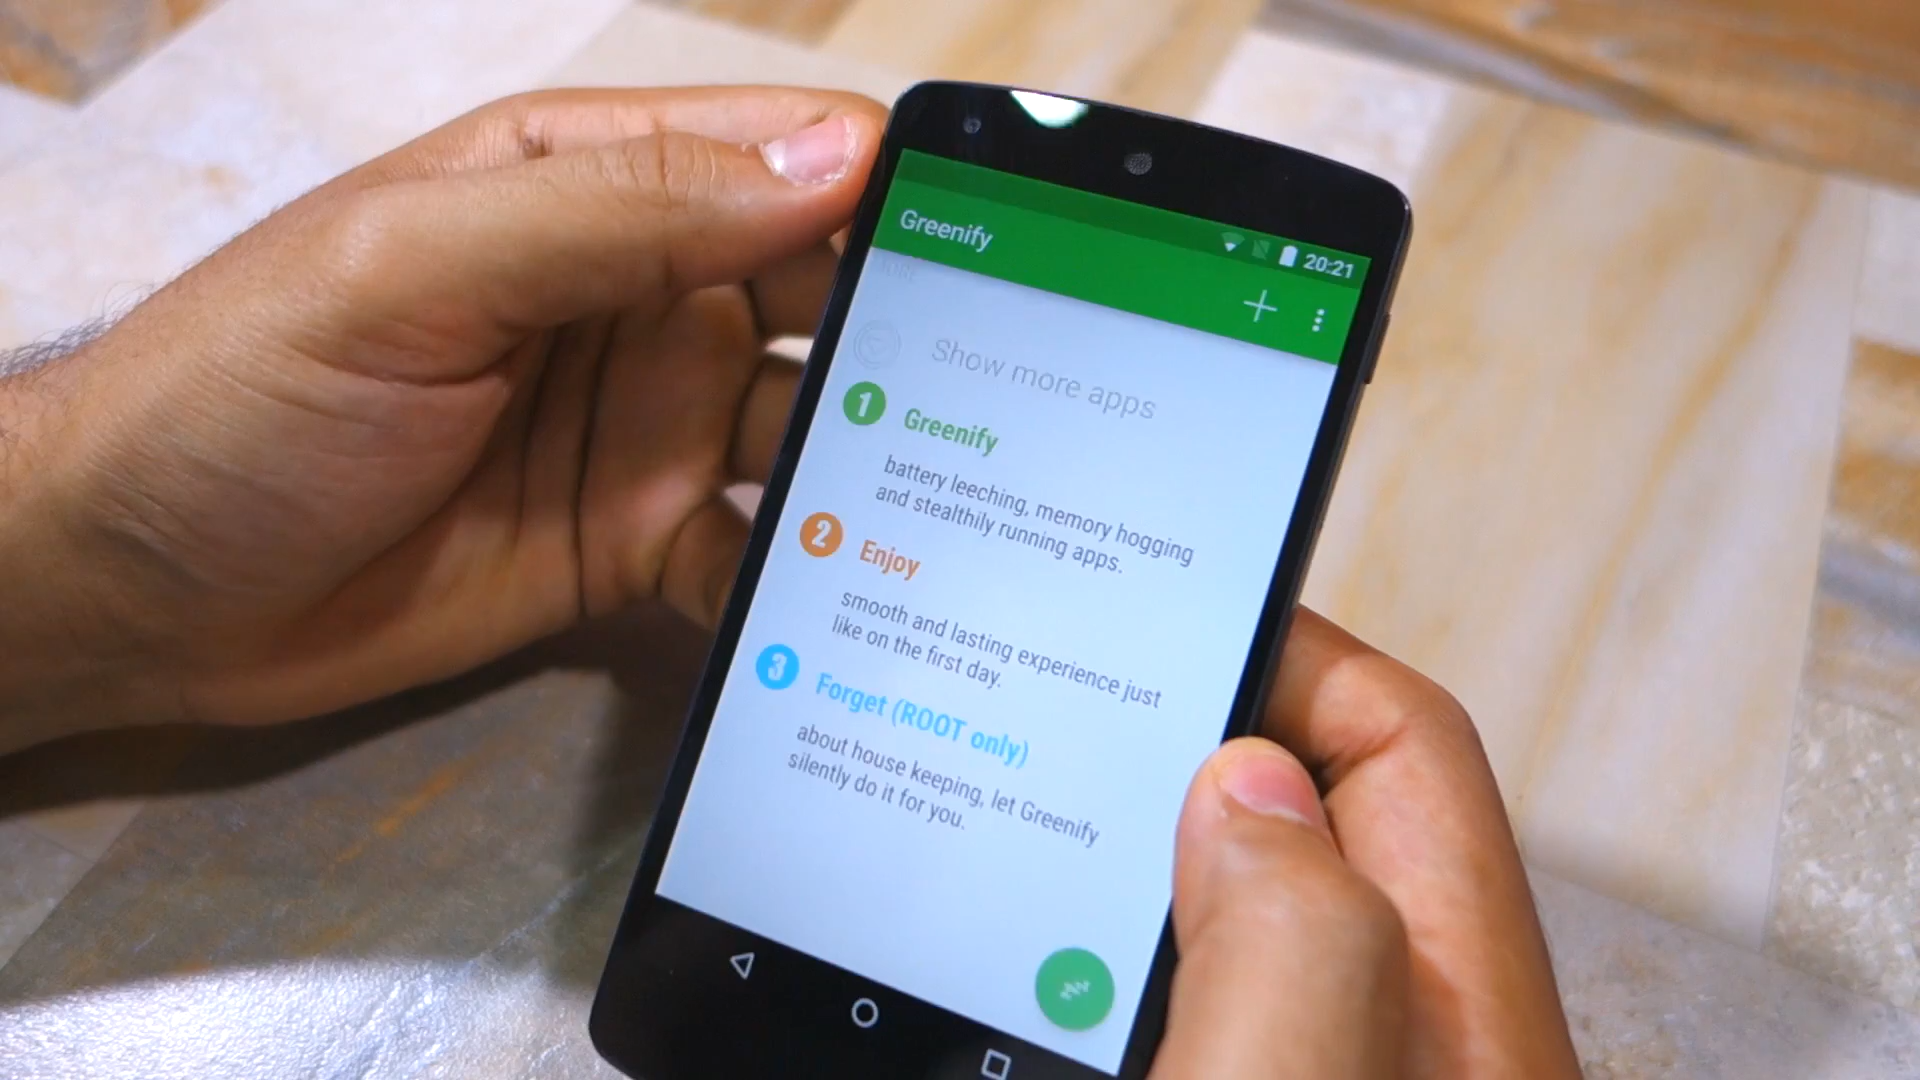 20:21
Greenify
MORE
Show more apps
1 Greenify
battery leeching, memory hogging
and stealthily running apps.
2 Enjoy
smooth and lasting experience just
like on the first day.
3 Forget (ROOT only)
about house keeping, let Greenify
silently do it for you.